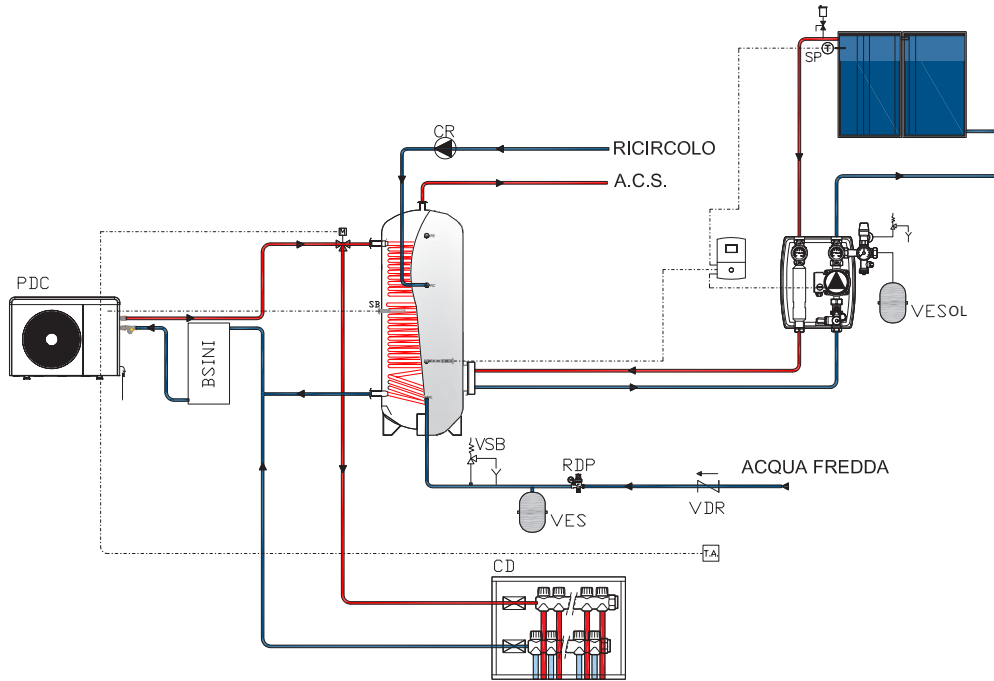 T
SP
CR
RICIRCOLO
A.C.S.
M
PDC
SB
VESOL
BSINI
VSB
RDP
ACQUA FREDDA
VES
VDR
T.A.
CD